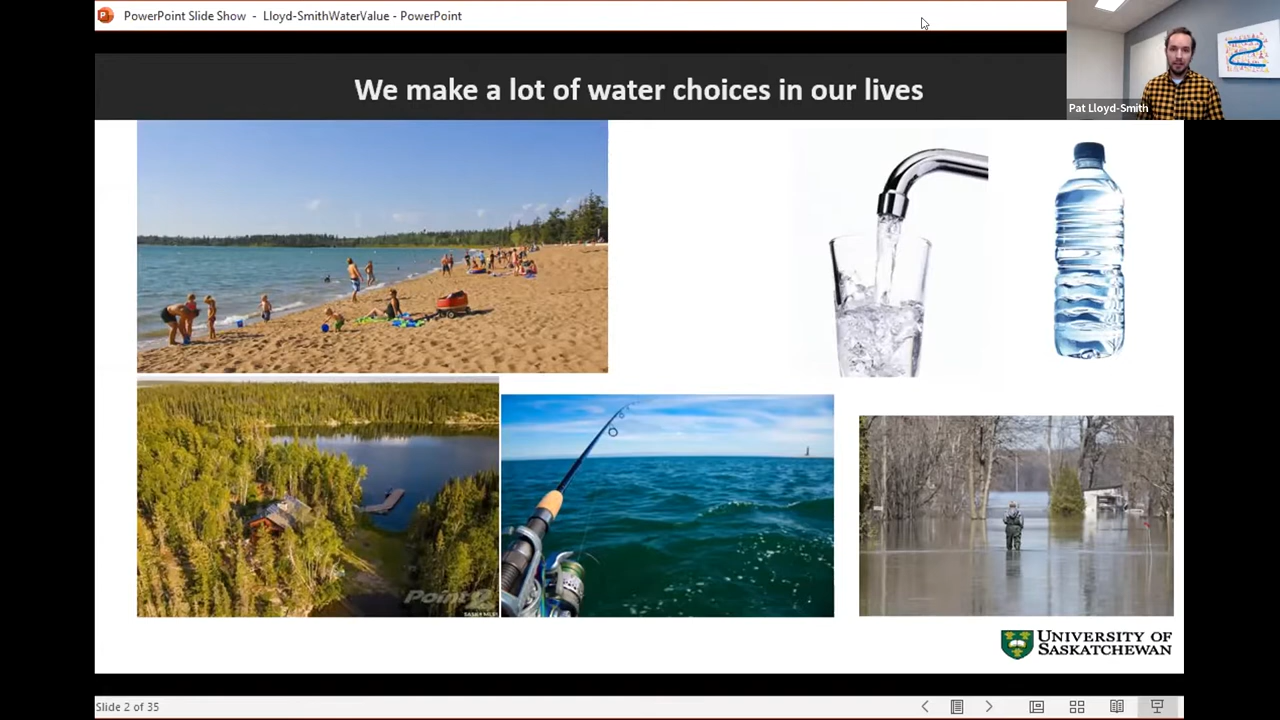 PowerPoint Slide Show - Lloyd-SmithWaterValue - PowerPoint
Pat Lloyd-Smith
We make a lot of water choices in our lives
Point2
UNIVERSITY OF
SASKATCHEWAN
Slide 2 of 35